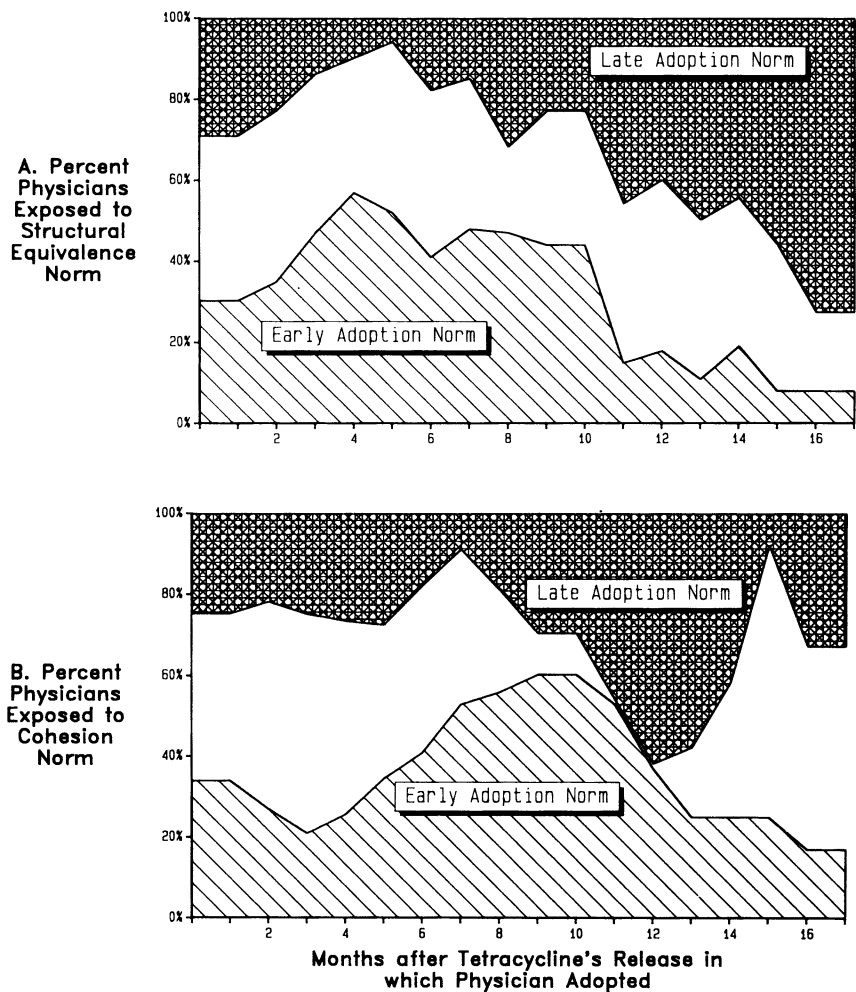 100%
80%
60%
40%
20%
0%
A. Percent
Physicians
Exposed to
Structural
Equivalence
Norm
Late Adoption Norm
Early Adoption Norm
2 4 6 8 10 12 14 16
100%
80%
60%
40%
20%
0%
B. Percent
Physicians
Exposed to
Cohesion
Norm
Late Adoption Norm
Early Adoption Norm
2 4 6 8 10 12 14 16
Months after Tetracycline's Release in
which Physician Adopted